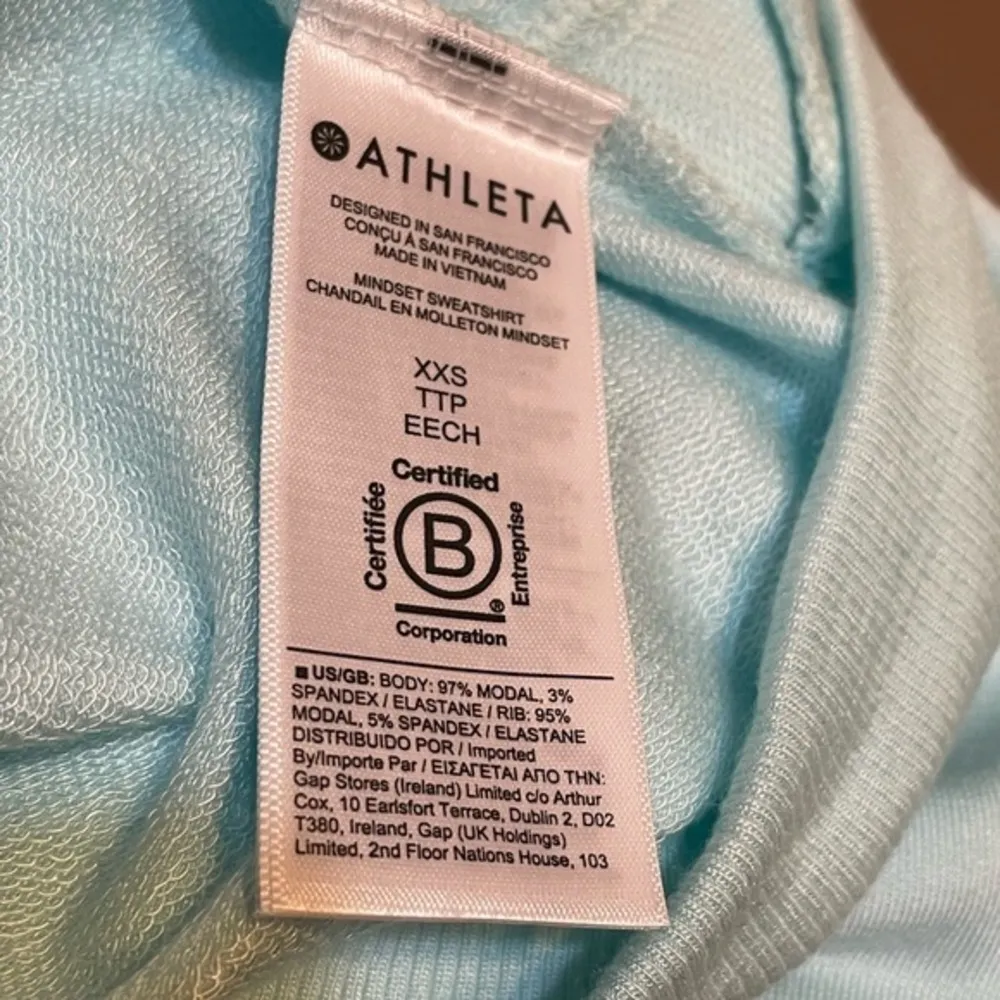 ATHLETA
DESIGNED IN SAN FRANCISCO
CONÇU À SAN FRANCISCO
MADE IN VIETNAM
MINDSET SWEATSHIRT
CHANDAIL EN MOLLETON MINDSET
XXS
TTP
EECH
Certified
Certifiée
B
Entreprise
®
Corporation
■ US/GB: BODY: 97% MODAL, 3%
SPANDEX / ELASTANE / RIB: 95%
MODAL, 5% SPANDEX / ELASTANE
DISTRIBUIDO POR / Imported
By/Importe Par / ΕΙΣΑΓΕΤΑΙ ΑΠΟ ΤΗΝ:
Gap Stores (Ireland) Limited c/o Arthur
Cox, 10 Earlsfort Terrace, Dublin 2, D02
T380, Ireland, Gap (UK Holdings)
Limited, 2nd Floor Nations House, 103